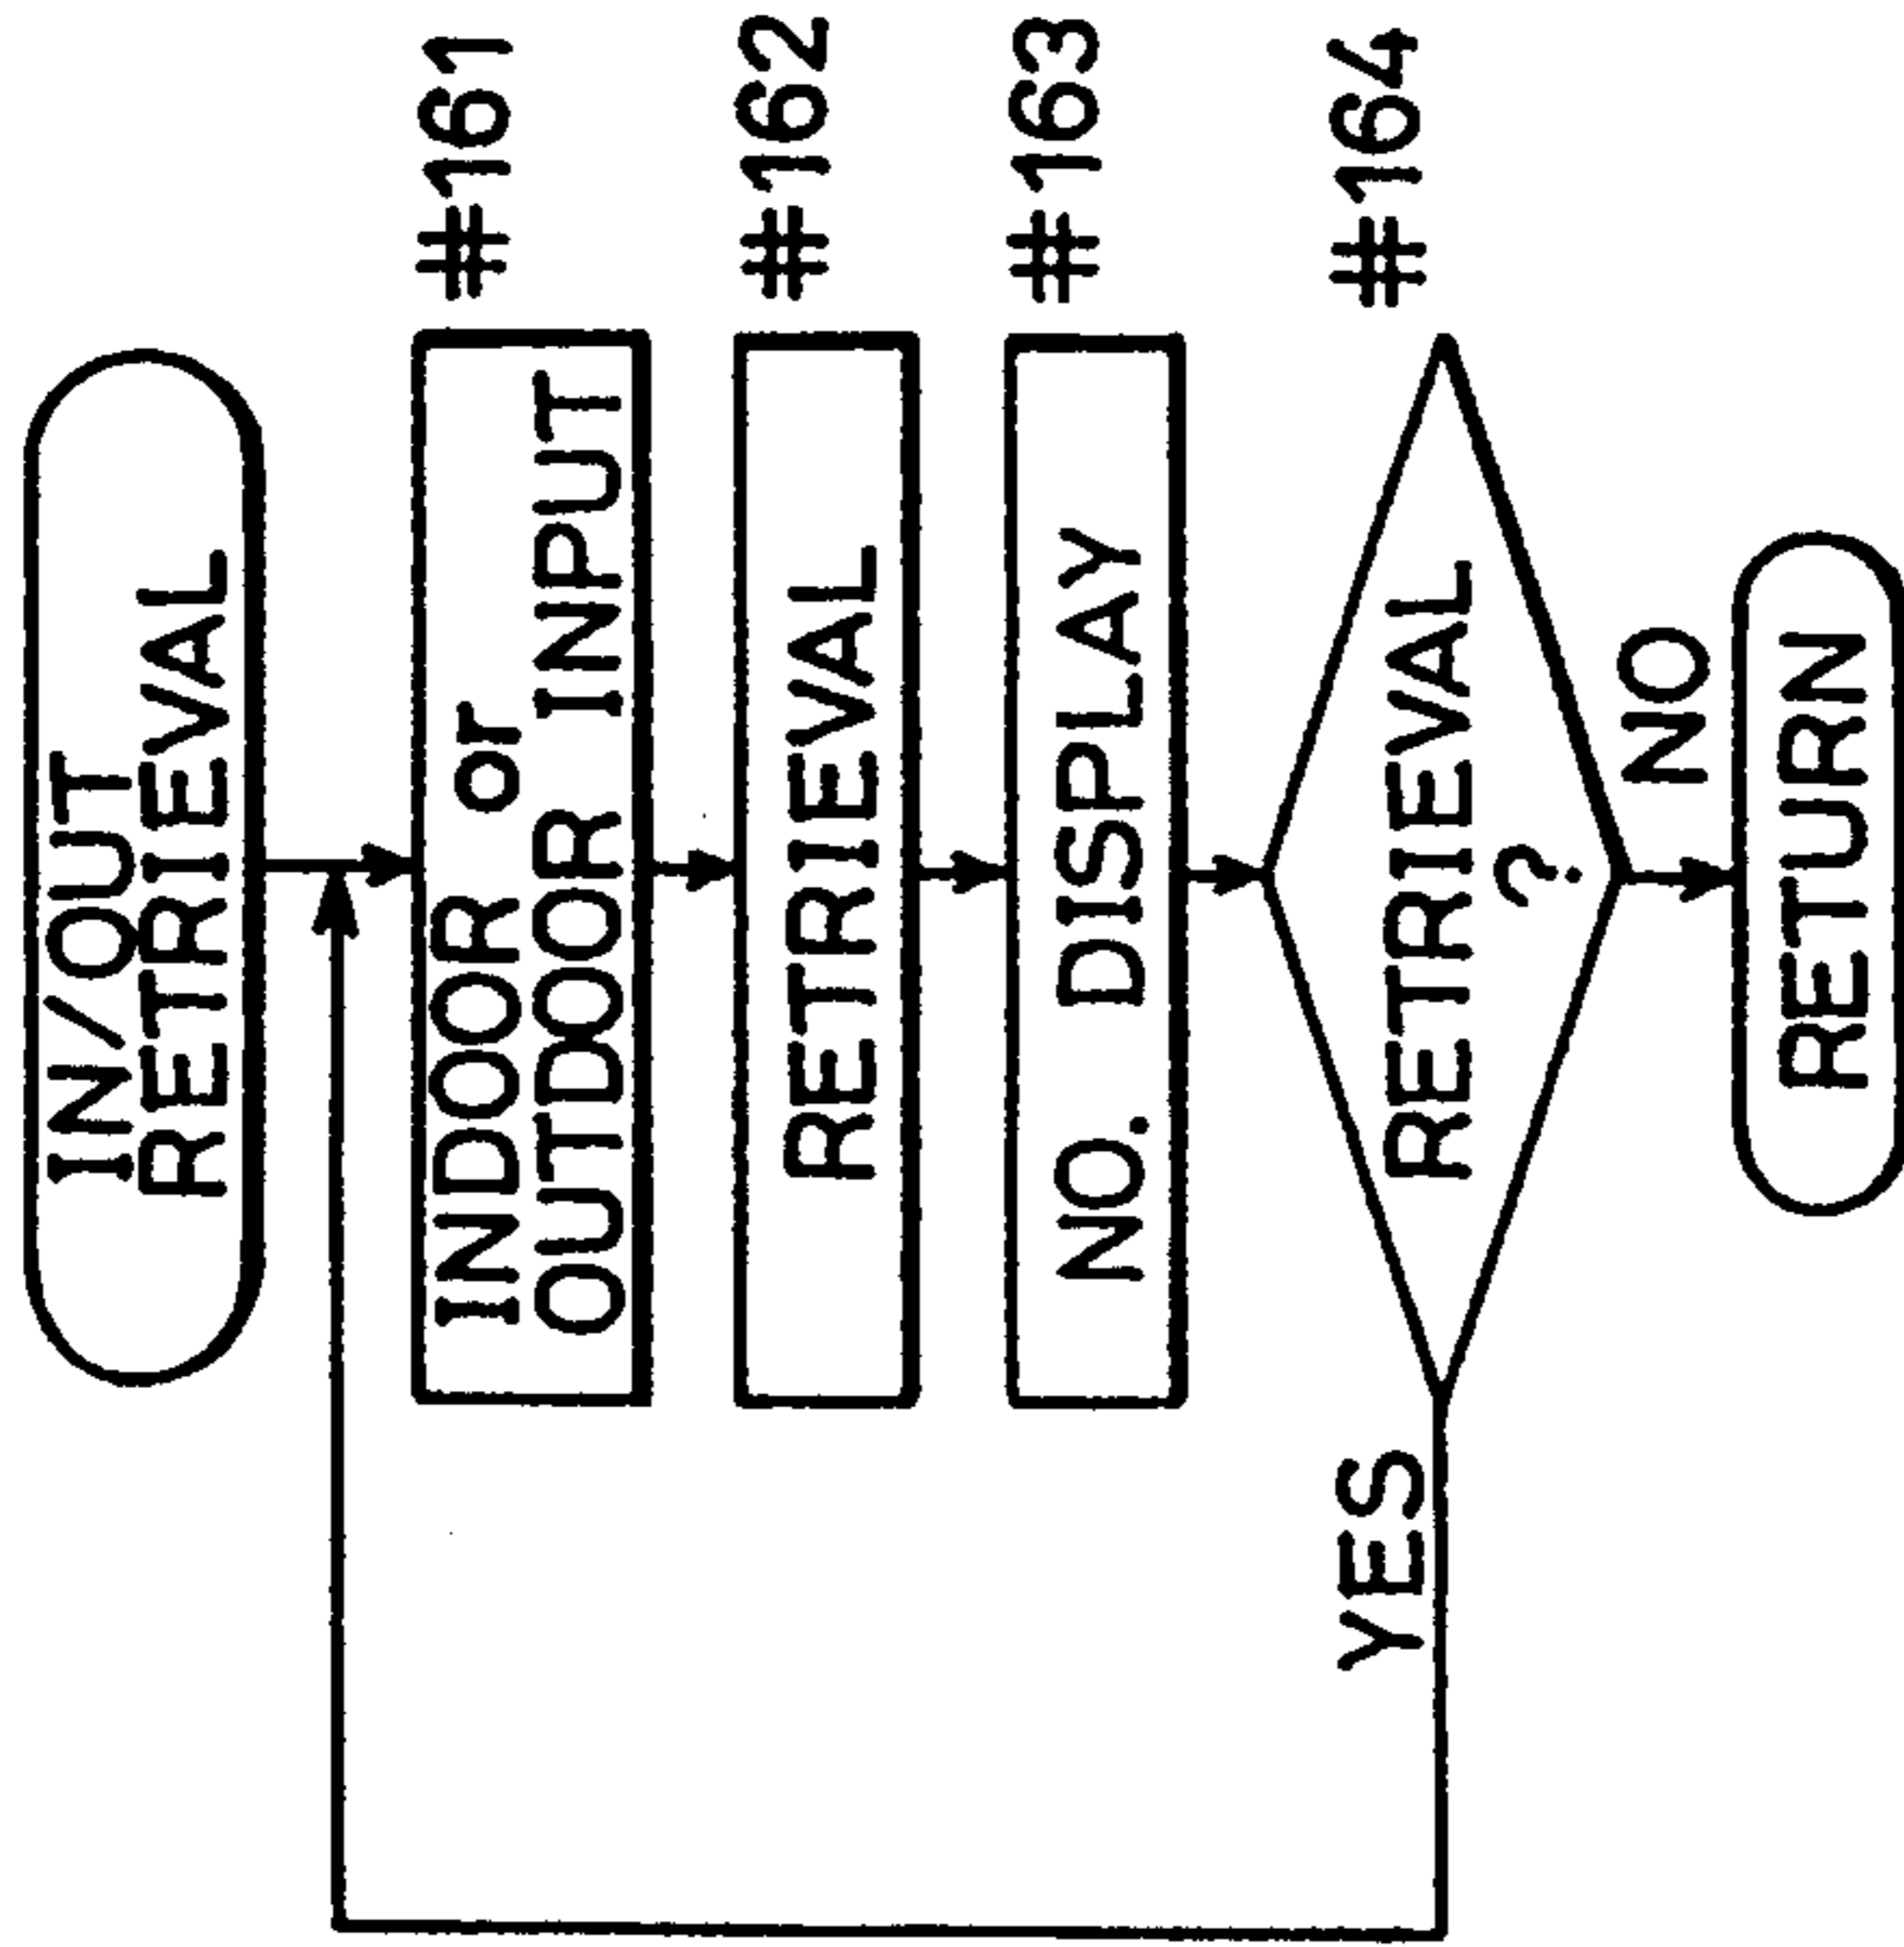 IN/OUT
RETRIEVAL
INDOOR or
OUTDOOR INPUT
#161
RETRIEVAL
#162
NO. DISPLAY
#163
RETRIEVAL
?
#164
YES
NO
RETURN